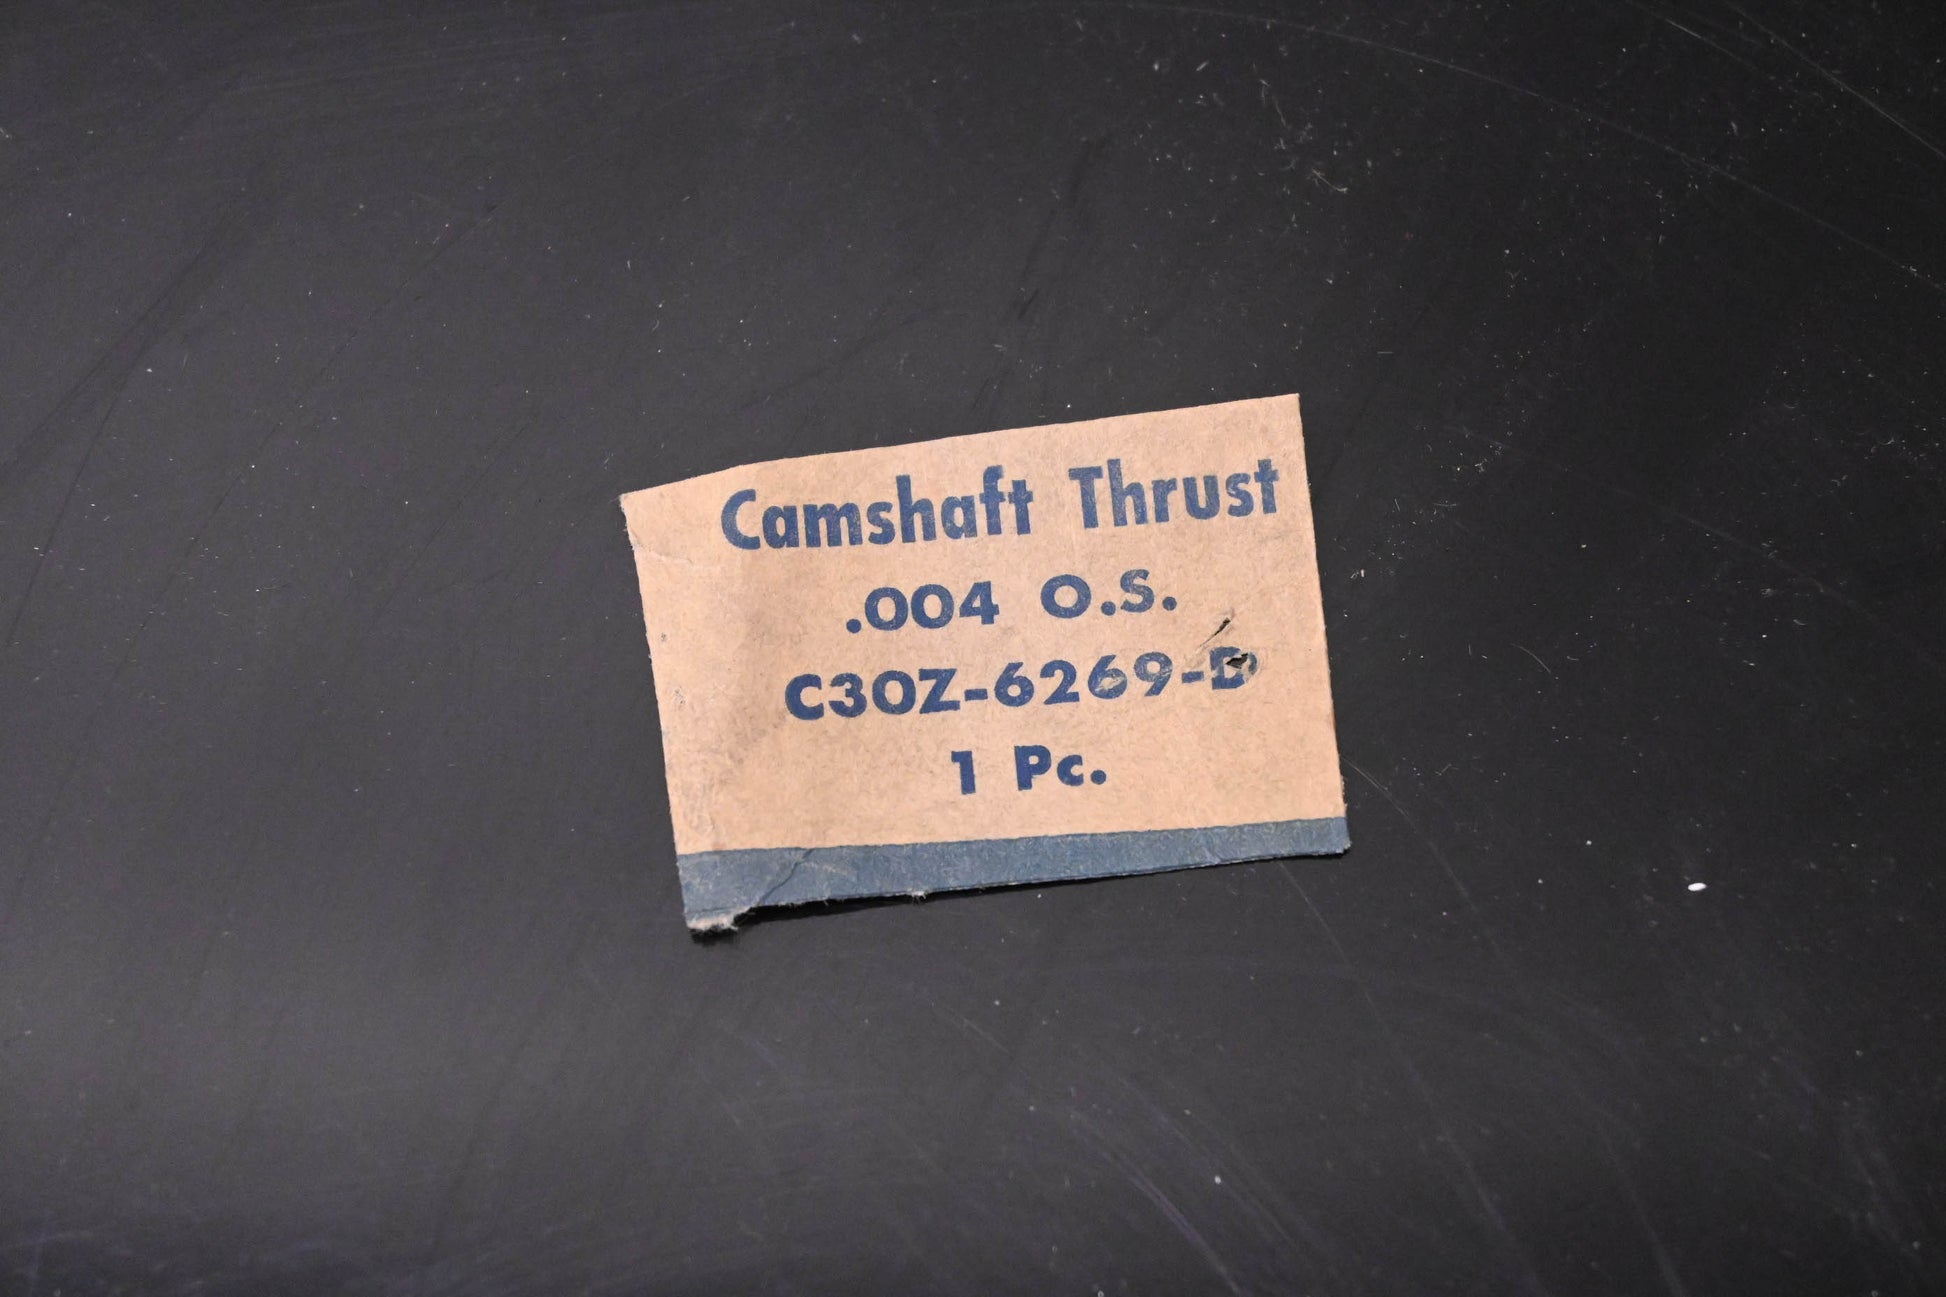 Camshaft Thrust
.004 O.S.
C3OZ-6269-B
1 Pc.